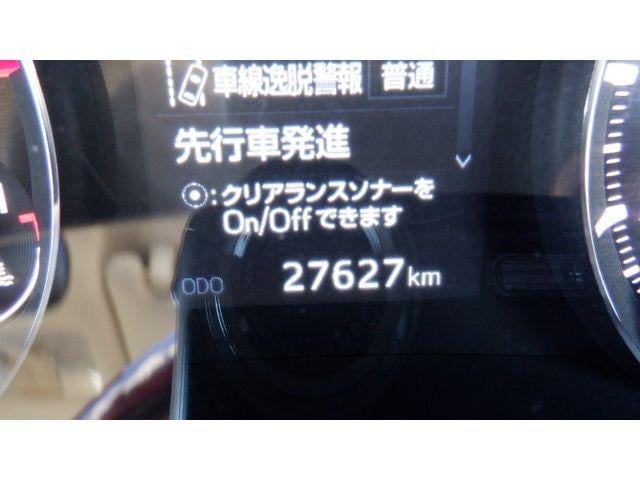 車線逸脱警報 普通
先行車発進
:クリアランスソナーを
On/Offできます
ODO 27627km